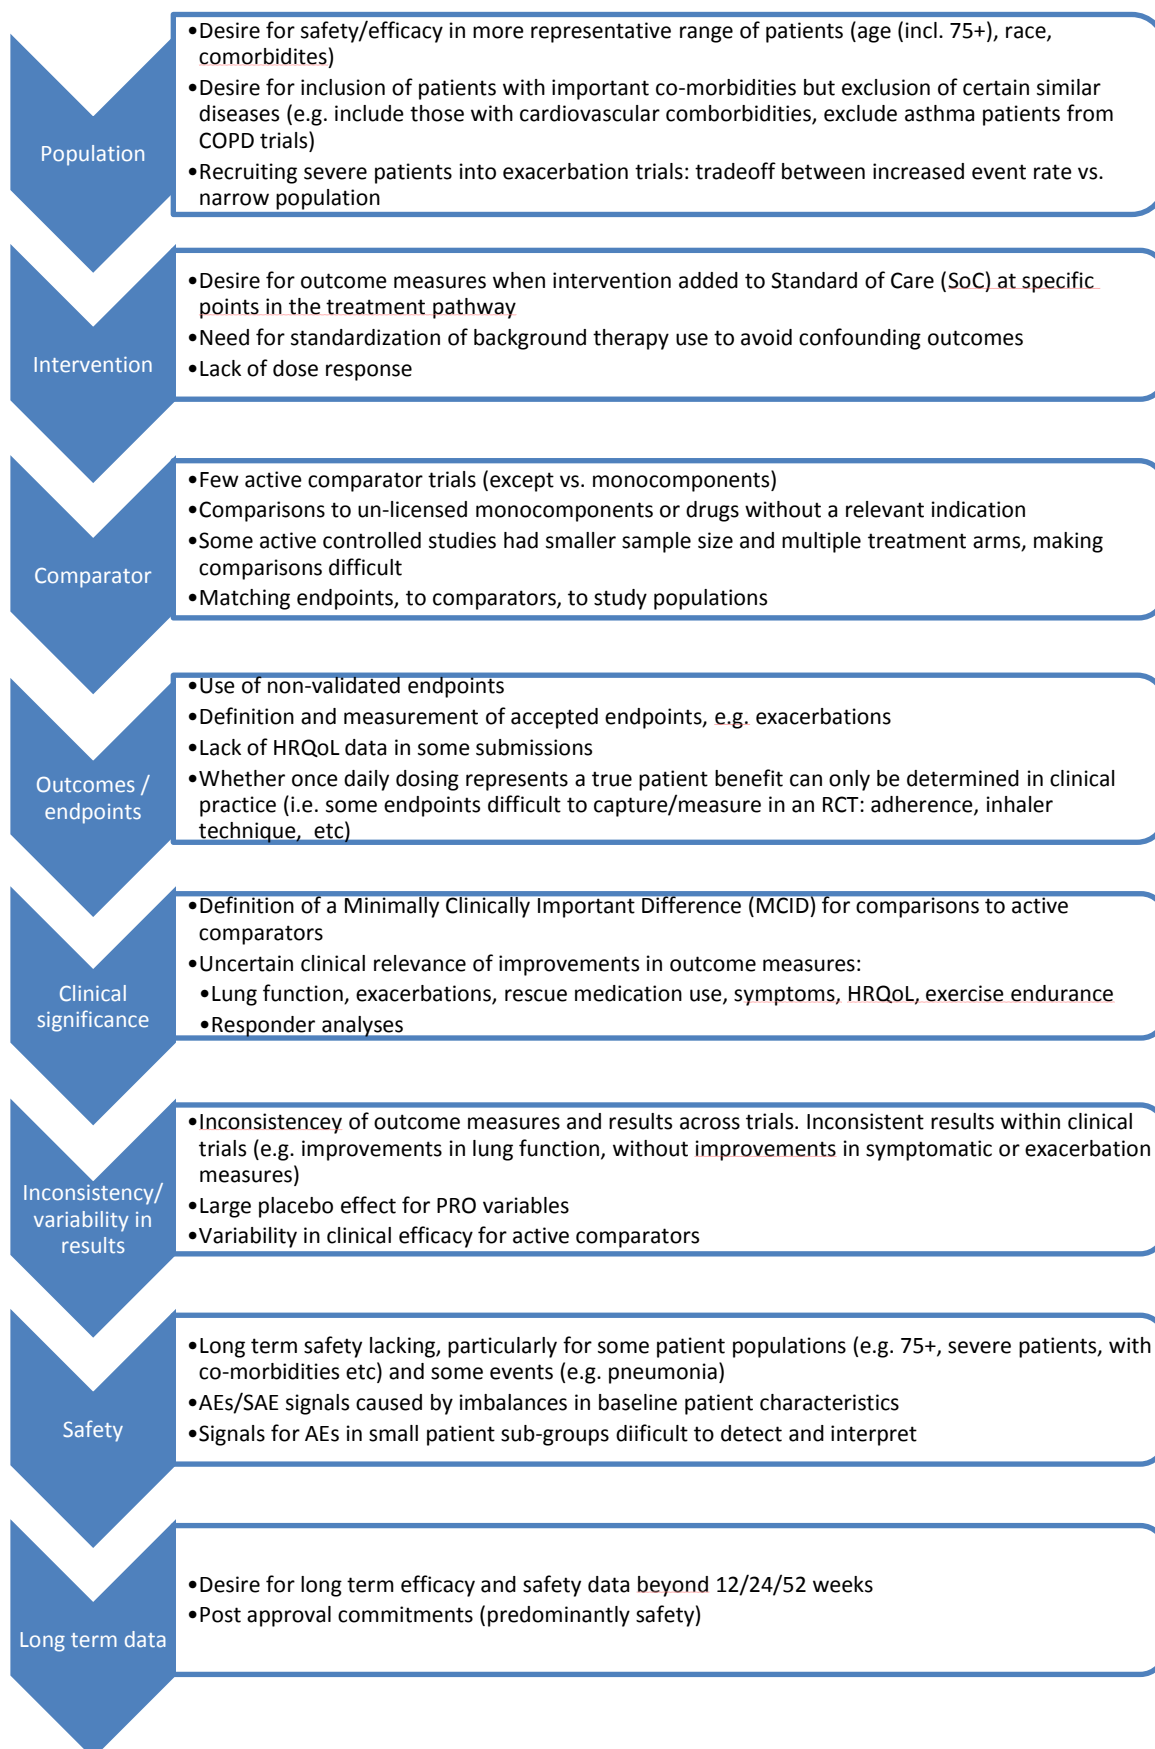 •Desire for safety/efficacy in more representative range of patients (age (incl. 75+), race,
comorbidites)
•Desire for inclusion of patients with important co-morbidities but exclusion of certain similar
diseases (e.g. include those with cardiovascular comborbidities, exclude asthma patients from
COPD trials)
•Recruiting severe patients into exacerbation trials: tradeoff between increased event rate vs.
narrow population
Population
•Desire for outcome measures when intervention added to Standard of Care (SoC) at specific
points in the treatment pathway
•Need for standardization of background therapy use to avoid confounding outcomes
•Lack of dose response
Intervention
•Few active comparator trials (except vs. monocomponents)
•Comparisons to un-licensed monocomponents or drugs without a relevant indication
•Some active controlled studies had smaller sample size and multiple treatment arms, making
comparisons difficult
•Matching endpoints, to comparators, to study populations
Comparator
•Use of non-validated endpoints
•Definition and measurement of accepted endpoints, e.g. exacerbations
•Lack of HRQoL data in some submissions
•Whether once daily dosing represents a true patient benefit can only be determined in clinical
practice (i.e. some endpoints difficult to capture/measure in an RCT: adherence, inhaler
technique, etc)
Outcomes /
endpoints
•Definition of a Minimally Clinically Important Difference (MCID) for comparisons to active
comparators
•Uncertain clinical relevance of improvements in outcome measures:
•Lung function, exacerbations, rescue medication use, symptoms, HRQoL, exercise endurance
•Responder analyses
Clinical
significance
•Inconsistencey of outcome measures and results across trials. Inconsistent results within clinical
trials (e.g. improvements in lung function, without improvements in symptomatic or exacerbation
measures)
•Large placebo effect for PRO variables
•Variability in clinical efficacy for active comparators
Inconsistency/
variability in
results
•Long term safety lacking, particularly for some patient populations (e.g. 75+, severe patients, with
co-morbidities etc) and some events (e.g. pneumonia)
•AEs/SAE signals caused by imbalances in baseline patient characteristics
•Signals for AEs in small patient sub-groups diificult to detect and interpret
Safety
•Desire for long term efficacy and safety data beyond 12/24/52 weeks
•Post approval commitments (predominantly safety)
Long term data